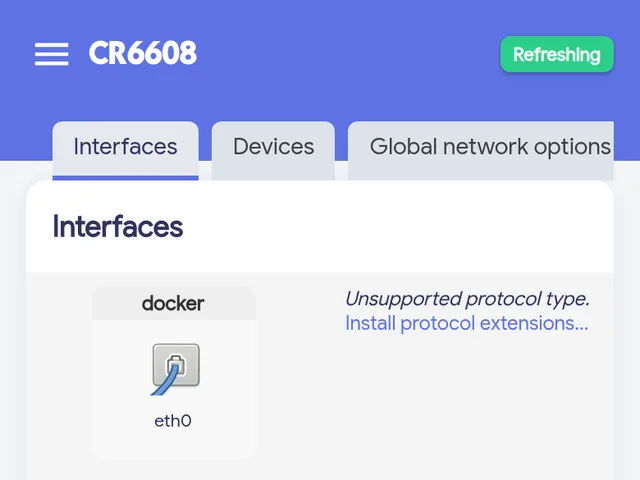 CR6608
Refreshing
Interfaces
Devices
Global network options
Interfaces
docker
eth0
Unsupported protocol type.
Install protocol extensions...